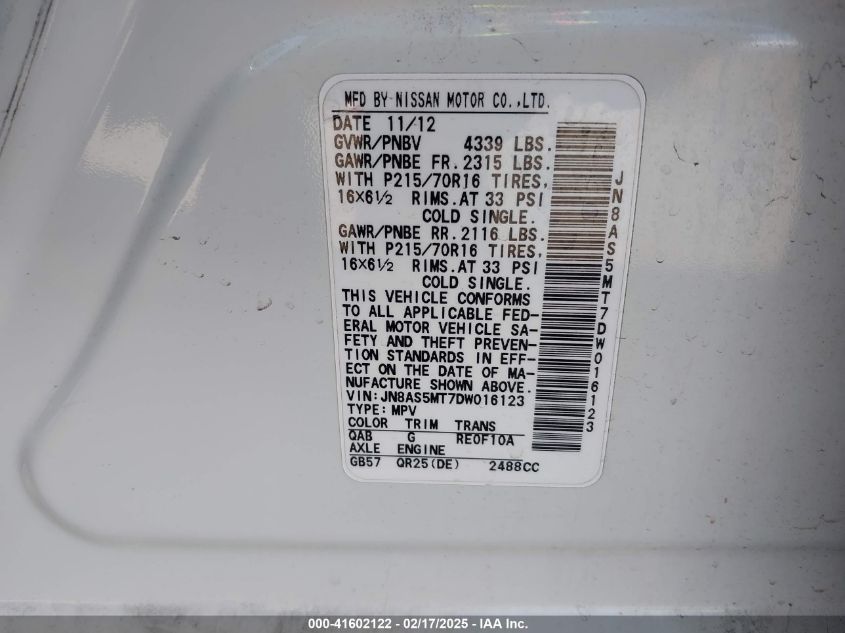 MFD BY NISSAN MOTOR CO.,LTD.
DATE 11/12
GVWR/PNBV 4339 LBS.
GAWR/PNBE FR.2315 LBS.
WITH P215/70R16 TIRES,
16X6½ RIMS.AT 33 PSI
COLD SINGLE.
GAWR/PNBE RR.2116 LBS.
WITH P215/70R16 TIRES,
16X6½ RIMS.AT 33 PSI
COLD SINGLE.
THIS VEHICLE CONFORMS
TO ALL APPLICABLE FED-
ERAL MOTOR VEHICLE SA-
FETY AND THEFT PREVEN-
TION STANDARDS IN EFF-
ECT ON THE DATE OF MA-
NUFACTURE SHOWN ABOVE.
VIN:JN8AS5MT7DW016123
TYPE:MPV
COLOR TRIM TRANS
QAB G RE0F10A
AXLE ENGINE
GB57 QR25(DE) 2488CC
JN8AS5MT7DW016123
000-41602122 - 02/17/2025 - IAA Inc.